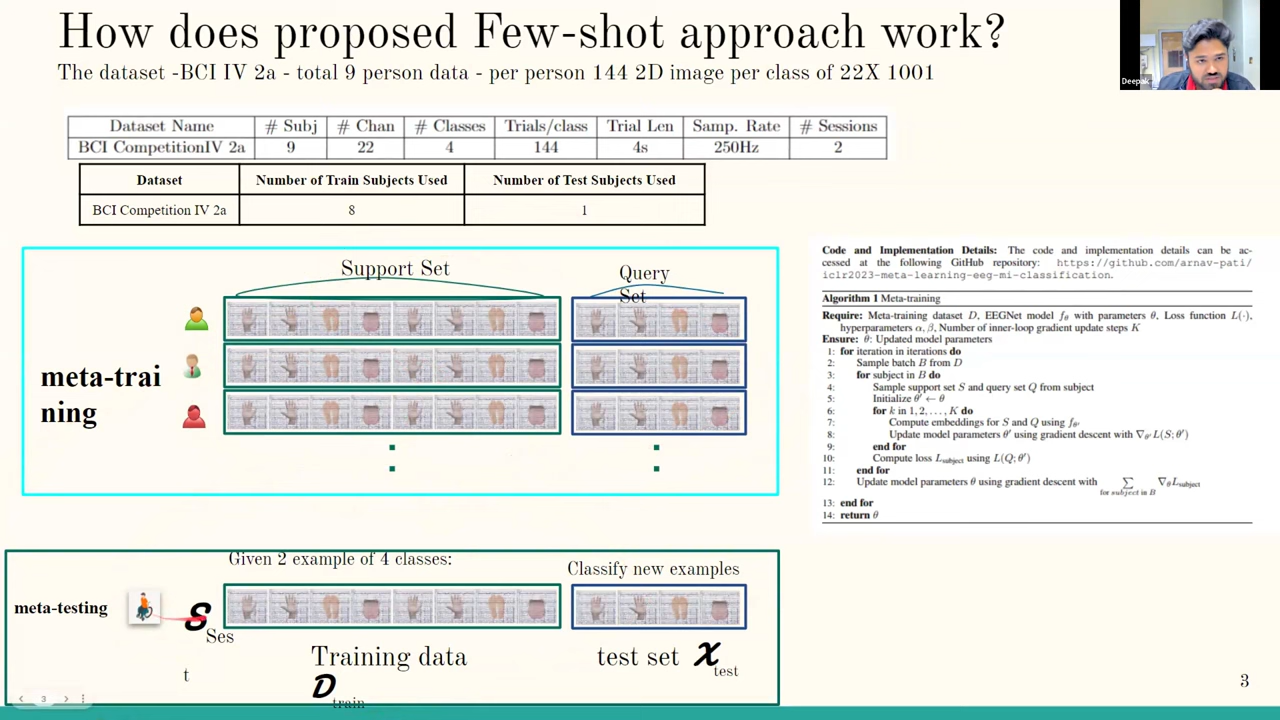 How does proposed Few-shot approach work?
The dataset -BCI IV 2a - total 9 person data - per person 144 2D image per class of 22X 1001
Deepak
Dataset Name # Subj # Chan # Classes Trials/class Trial Len Samp. Rate # Sessions
BCI CompetitionIV 2a 9 22 4 144 4s 250Hz 2
Dataset Number of Train Subjects Used Number of Test Subjects Used
BCI Competition IV 2a 8 1
Support Set
Query
Set
meta-trai
ning
Code and Implementation Details: The code and implementation details can be ac-
cessed at the following GitHub repository: https://github.com/arnav-pati/
iclr2023-meta-learning-eeg-mi-classification.
Algorithm 1 Meta-training
Require: Meta-training dataset D, EEGNet model fθ with parameters θ, Loss function L(·),
hyperparameters α, β, Number of inner-loop gradient update steps K
Ensure: θ: Updated model parameters
1: for iteration in iterations do
2: Sample batch B from D
3: for subject in B do
4: Sample support set S and query set Q from subject
5: Initialize θ′ ← θ
6: for k in 1, 2, . . . , K do
7: Compute embeddings for S and Q using fθ′
8: Update model parameters θ′ using gradient descent with ∇θ′L(S; θ′)
9: end for
10: Compute loss Lsubject using L(Q; θ′)
11: end for
12: Update model parameters θ using gradient descent with ∑ for subject in B ∇θLsubject
13: end for
14: return θ
Given 2 example of 4 classes:
Classify new examples
meta-testing
S
Ses
t
Training data
D
train
test set X
test
3
3